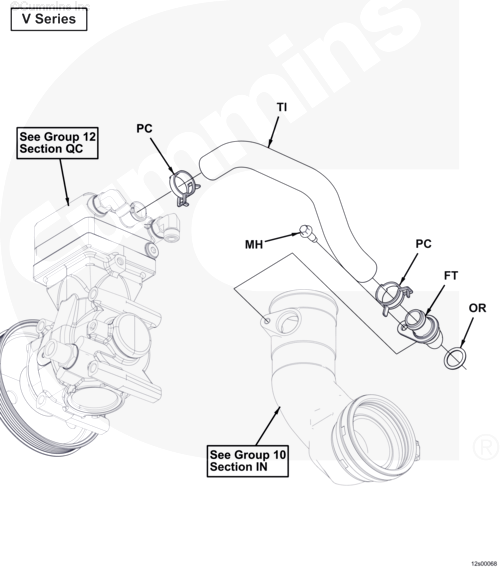 ©Cummins Inc
V Series
TI
PC
See Group 12
Section QC
MH
PC
FT
OR
See Group 10
Section IN
Cummins
®
12s00068